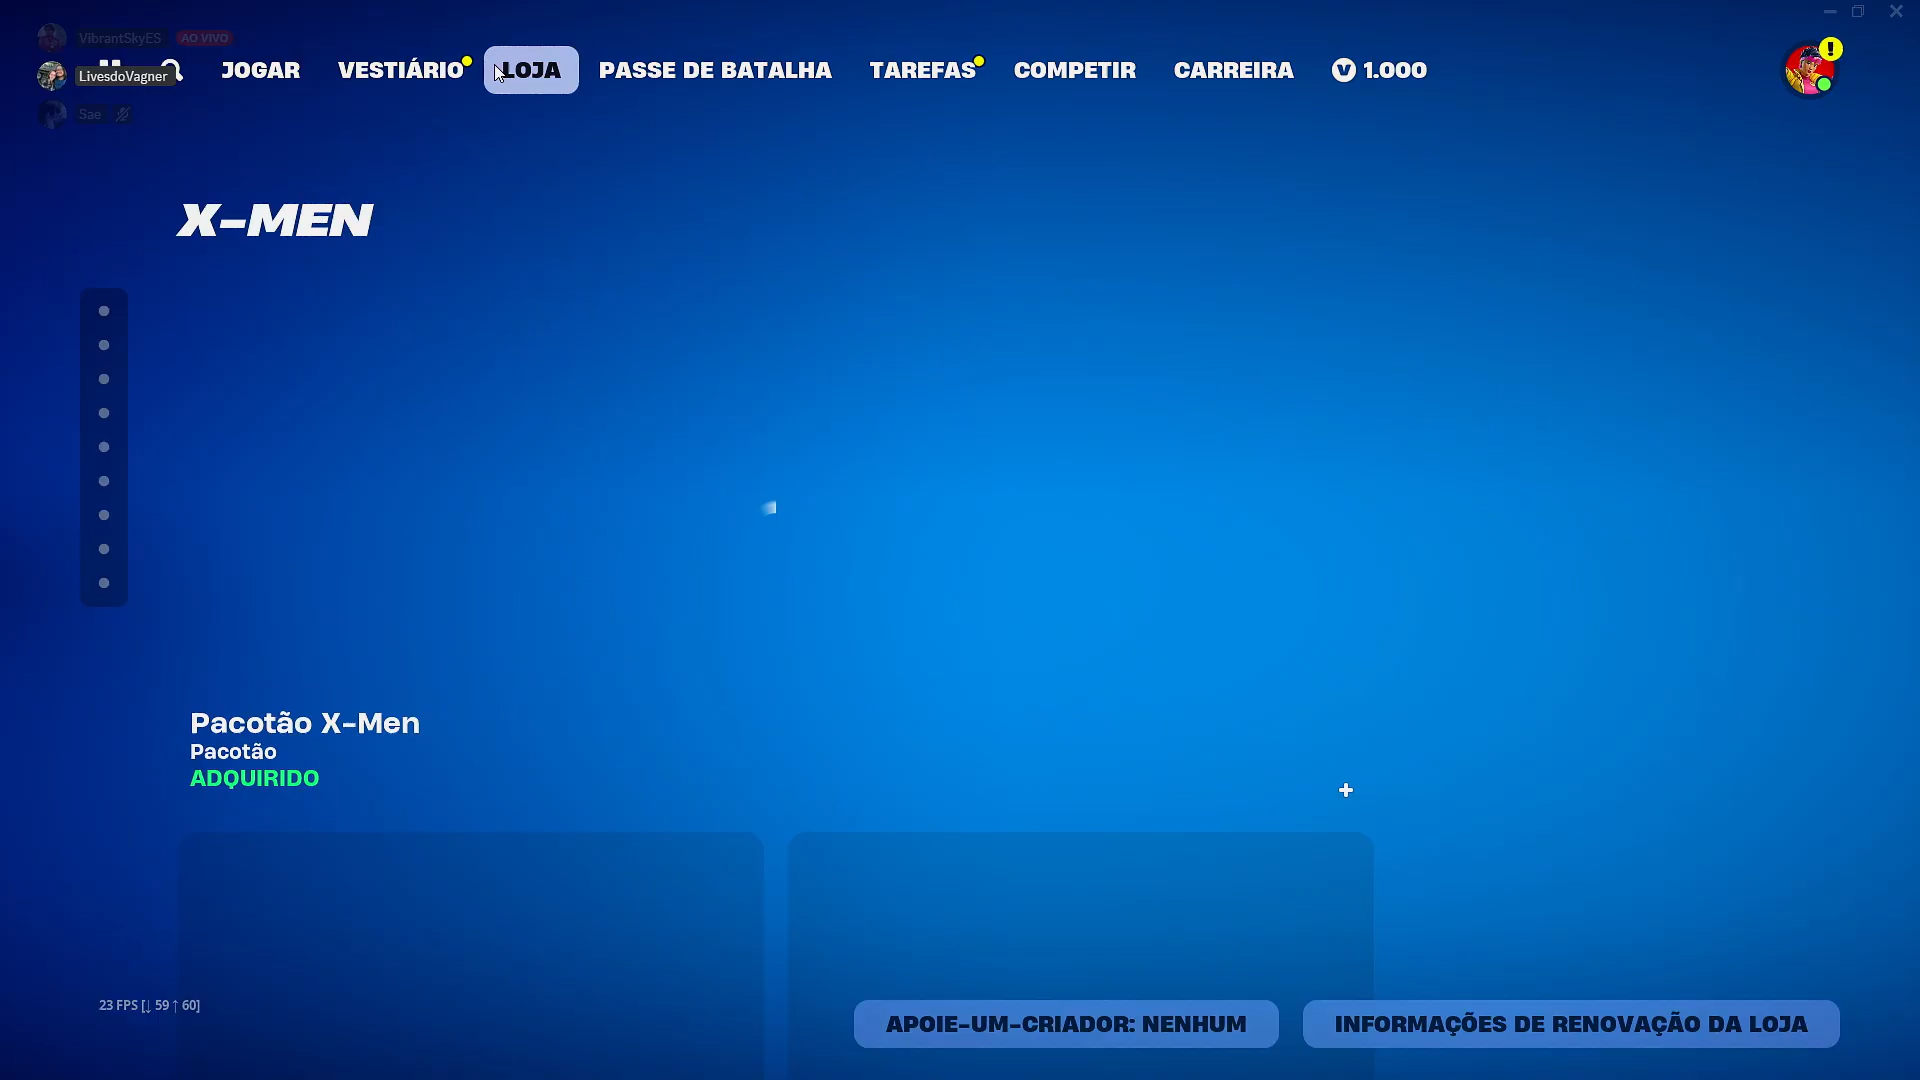 VibrantSkyES AO VIVO
LivesdoVagner
Sae
JOGAR VESTIÁRIO LOJA PASSE DE BATALHA TAREFAS COMPETIR CARREIRA V 1.000
!
X-MEN
Pacotão X-Men
Pacotão
ADQUIRIDO
+
23 FPS [↓ 59 ↑ 60]
APOIE-UM-CRIADOR: NENHUM
INFORMAÇÕES DE RENOVAÇÃO DA LOJA